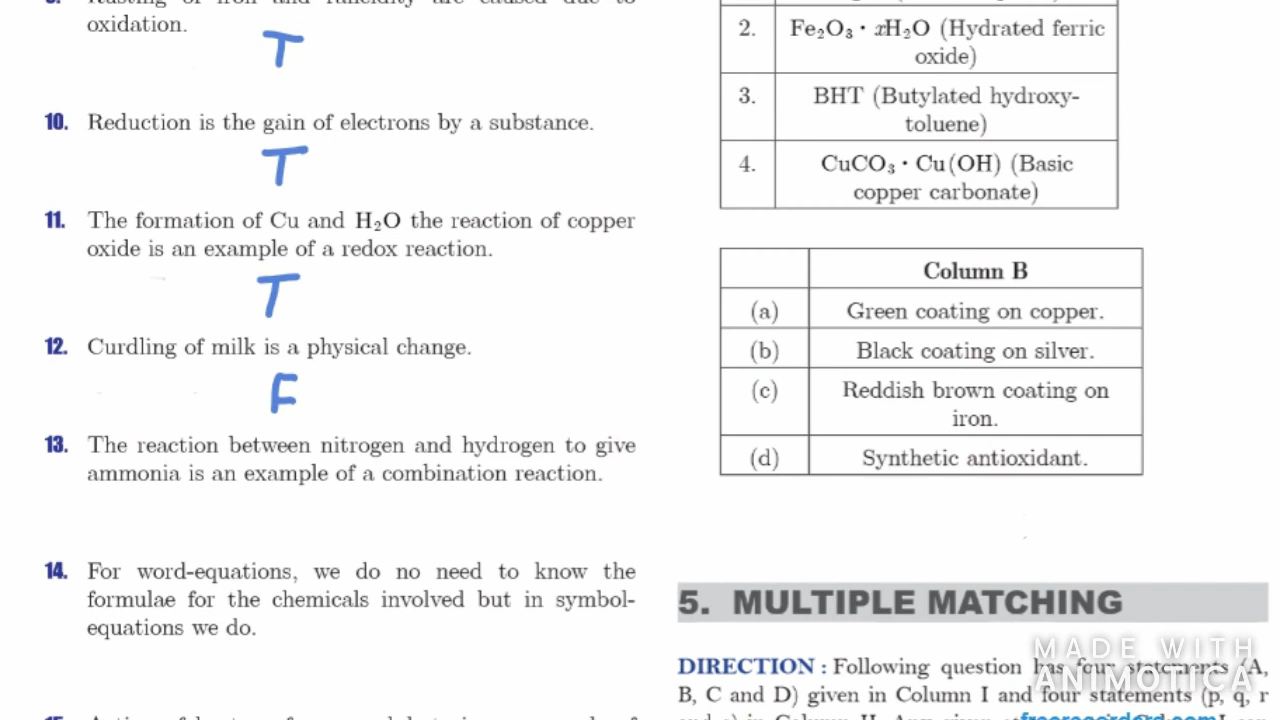 oxidation.
T
10. Reduction is the gain of electrons by a substance.
T
11. The formation of Cu and H₂O the reaction of copper
oxide is an example of a redox reaction.
T
12. Curdling of milk is a physical change.
F
13. The reaction between nitrogen and hydrogen to give
ammonia is an example of a combination reaction.
14. For word-equations, we do no need to know the
formulae for the chemicals involved but in symbol-
equations we do.
2. Fe₂O₃ · xH₂O (Hydrated ferric
oxide)
3. BHT (Butylated hydroxy-
toluene)
4. CuCO₃ · Cu(OH) (Basic
copper carbonate)
Column B
(a) Green coating on copper.
(b) Black coating on silver.
(c) Reddish brown coating on
iron.
(d) Synthetic antioxidant.
5. MULTIPLE MATCHING
DIRECTION : Following question has four statements (A,
B, C and D) given in Column I and four statements (p, q, r
MADE WITH
ANIMOTICA